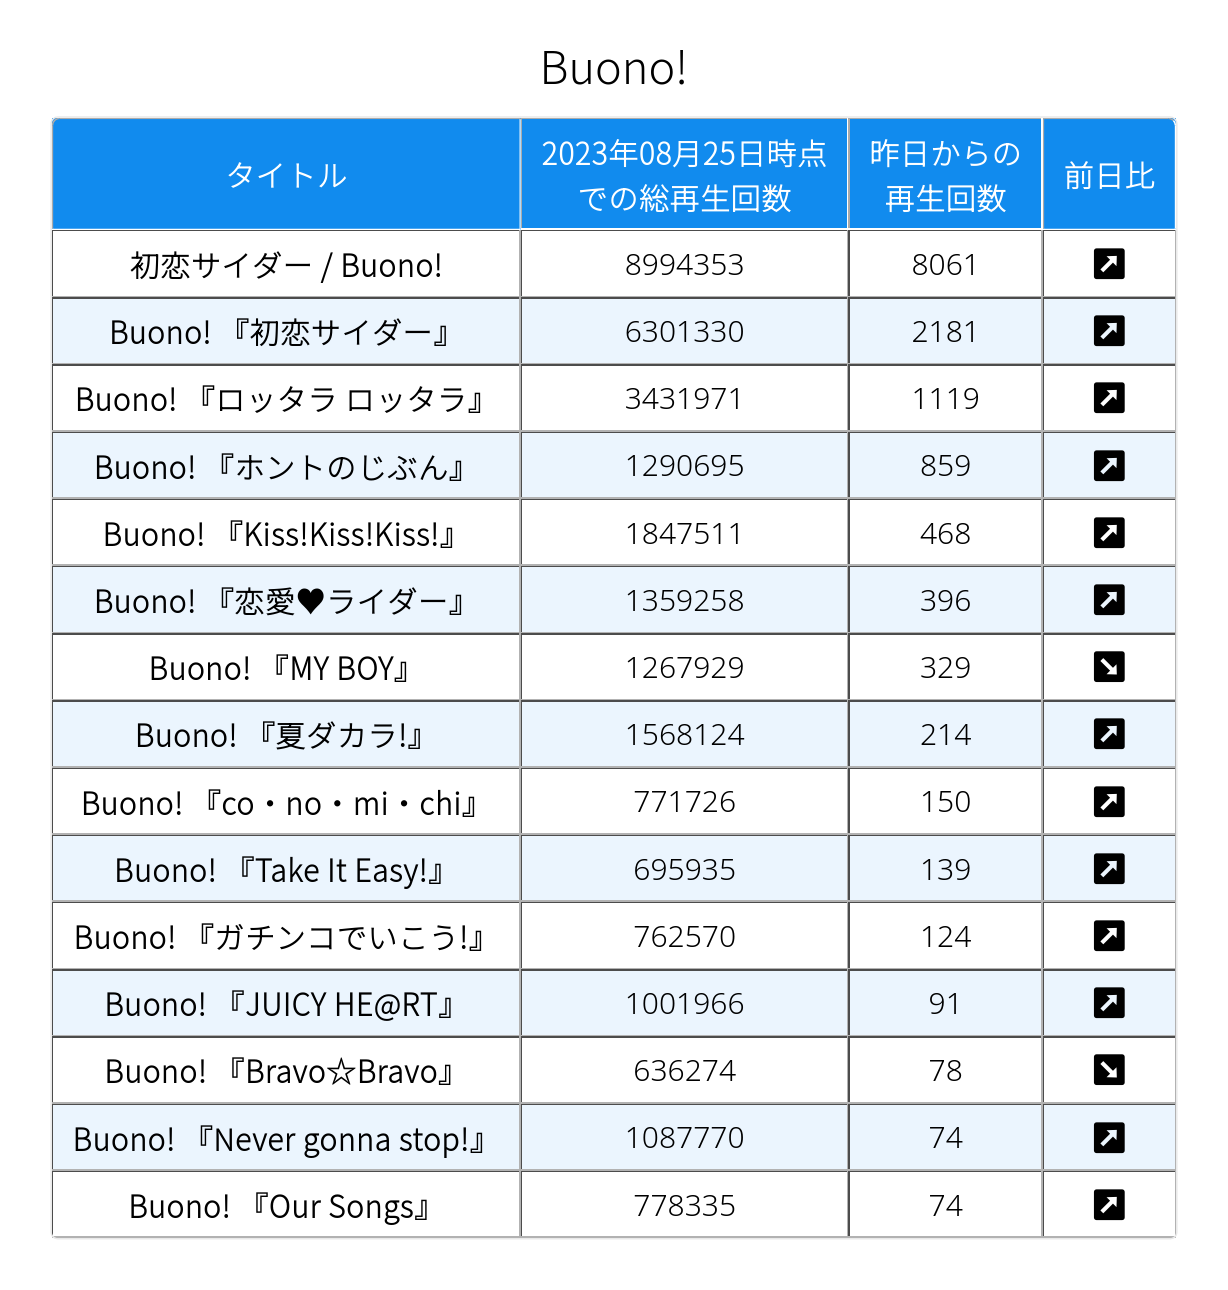 Buono!
タイトル 2023年08月25日時点での総再生回数 昨日からの再生回数 前日比
初恋サイダー / Buono! 8994353 8061 ↗
Buono! 『初恋サイダー』 6301330 2181 ↗
Buono! 『ロッタラ ロッタラ』 3431971 1119 ↗
Buono! 『ホントのじぶん』 1290695 859 ↗
Buono! 『Kiss!Kiss!Kiss!』 1847511 468 ↗
Buono! 『恋愛♥ライダー』 1359258 396 ↗
Buono! 『MY BOY』 1267929 329 ↘
Buono! 『夏ダカラ!』 1568124 214 ↗
Buono! 『co・no・mi・chi』 771726 150 ↗
Buono! 『Take It Easy!』 695935 139 ↗
Buono! 『ガチンコでいこう!』 762570 124 ↗
Buono! 『JUICY HE@RT』 1001966 91 ↗
Buono! 『Bravo☆Bravo』 636274 78 ↘
Buono! 『Never gonna stop!』 1087770 74 ↗
Buono! 『Our Songs』 778335 74 ↗